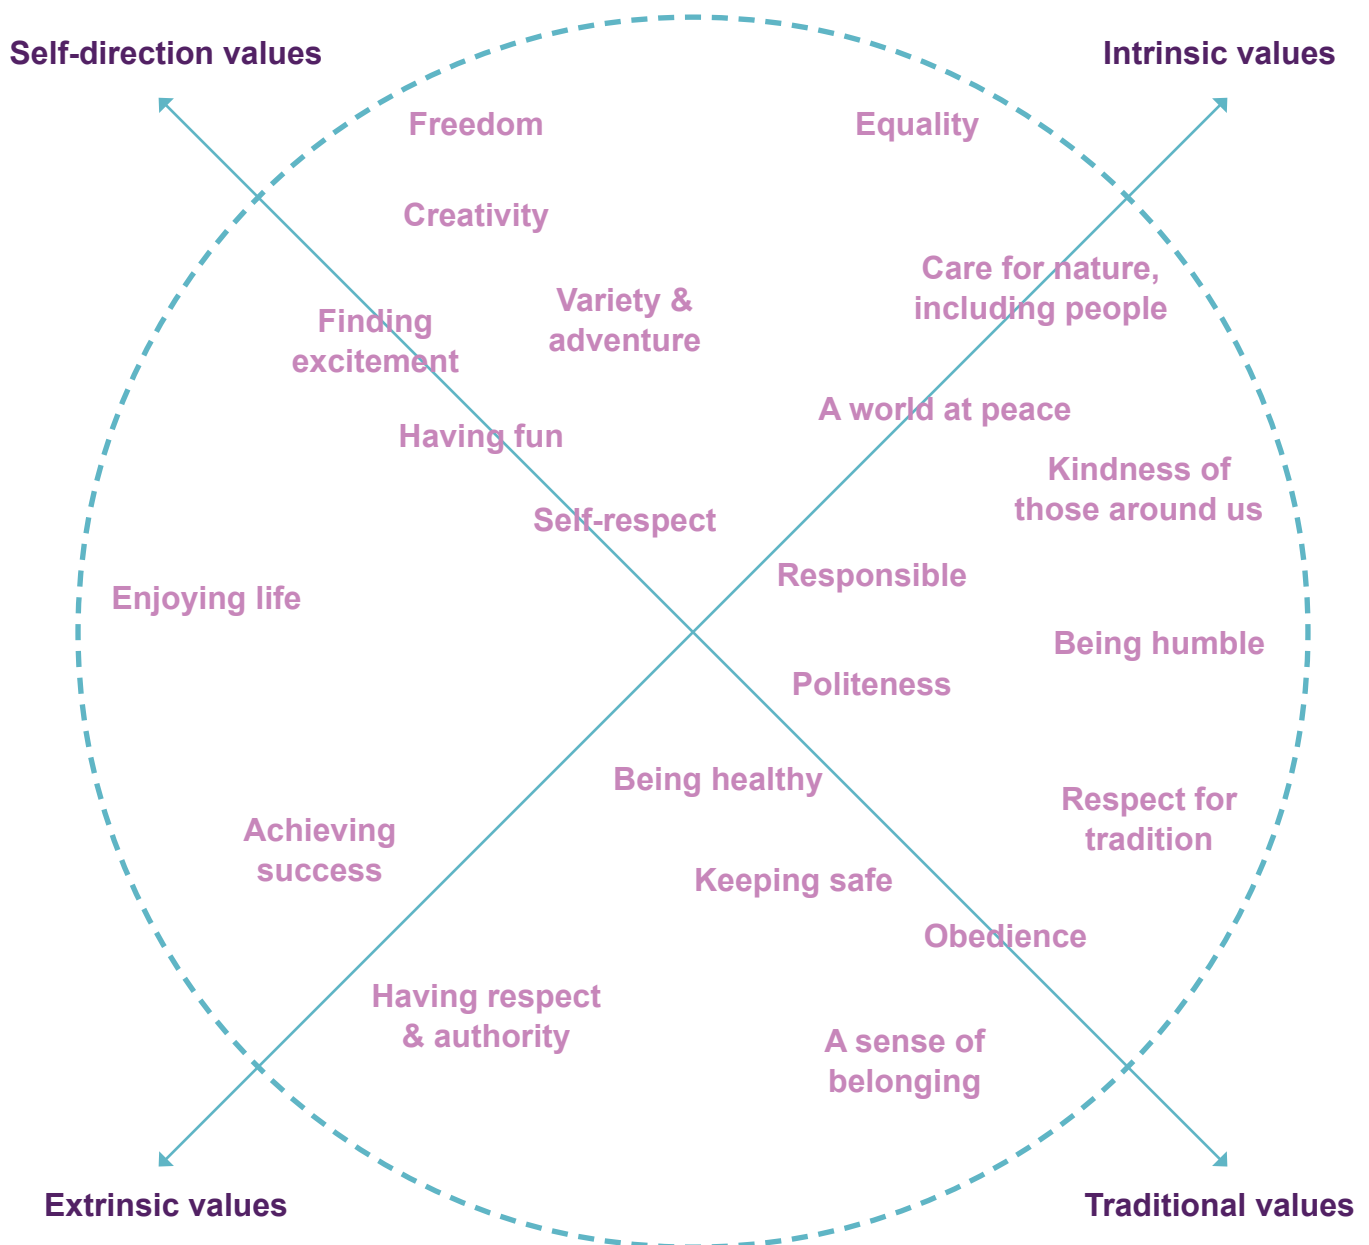 Self-direction values
Intrinsic values
Freedom
Equality
Creativity
Care for nature,
including people
Variety &
adventure
Finding
excitement
A world at peace
Having fun
Kindness of
those around us
Self-respect
Responsible
Enjoying life
Being humble
Politeness
Being healthy
Respect for
tradition
Achieving
success
Keeping safe
Obedience
Having respect
& authority
A sense of
belonging
Extrinsic values
Traditional values